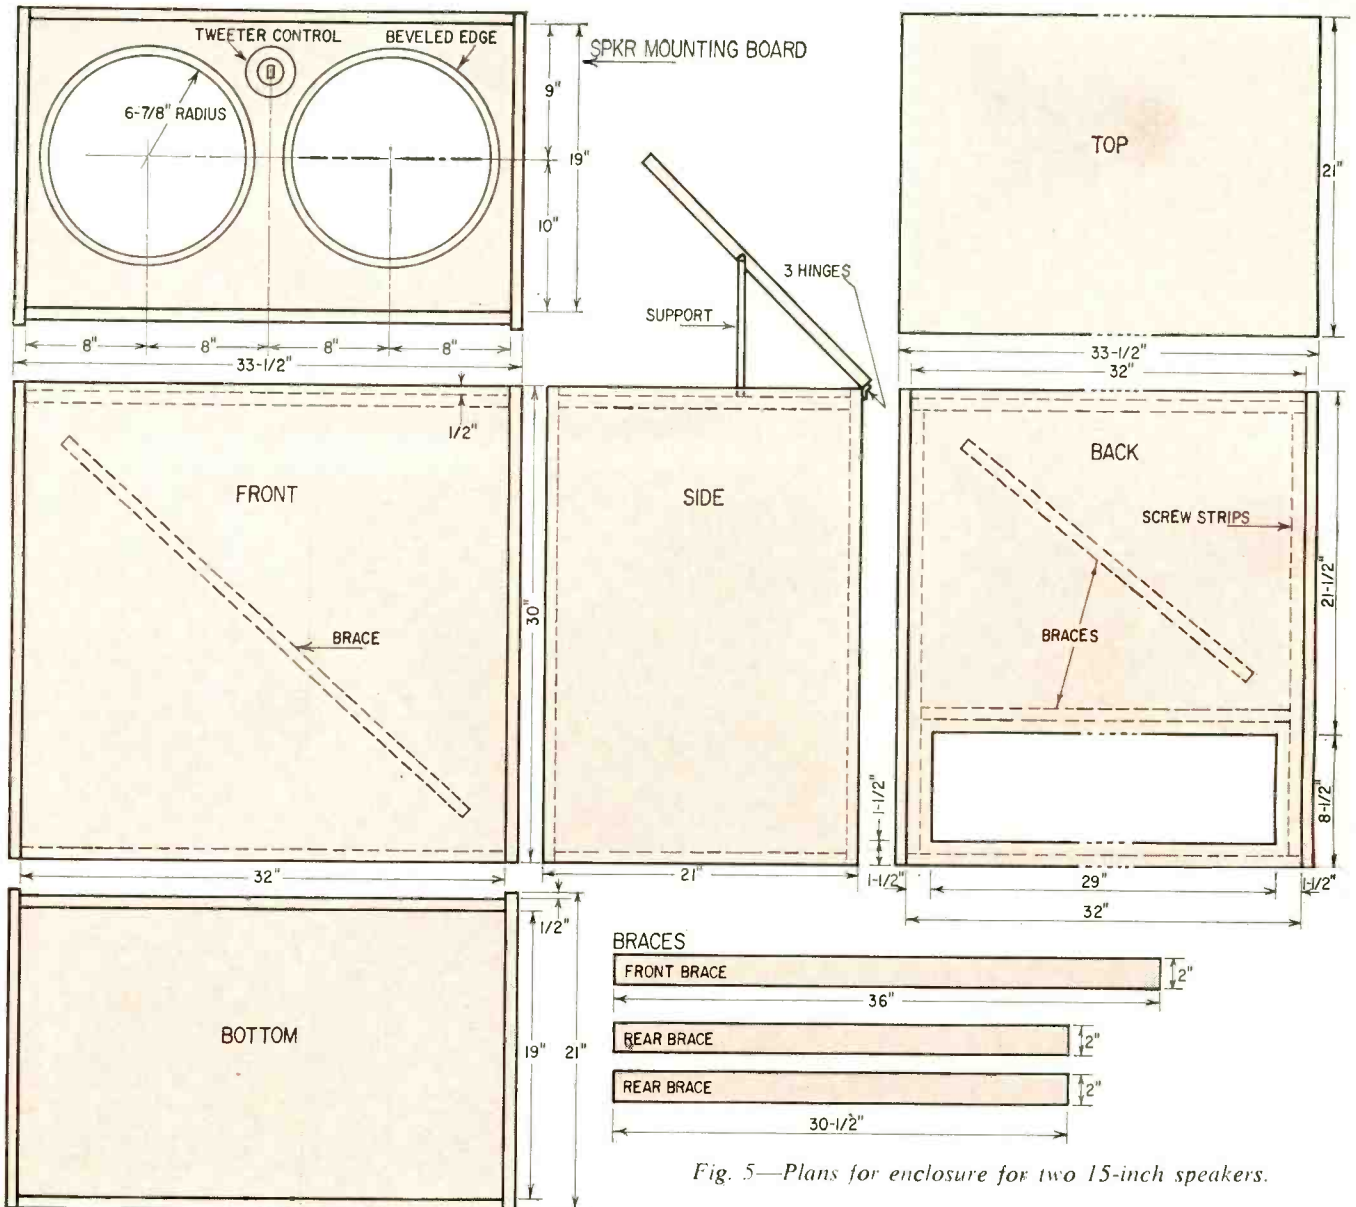 TWEETER CONTROL
BEVELED EDGE
SPKR MOUNTING BOARD
6-7/8" RADIUS
9"
19"
10"
8"
8"
8"
8"
33-1/2"
TOP
21"
33-1/2"
32"
3 HINGES
SUPPORT
1/2"
FRONT
BRACE
30"
32"
SIDE
21"
BACK
SCREW STRIPS
BRACES
21-1/2"
8-1/2"
1-1/2"
1-1/2"
29"
1-1/2"
32"
1/2"
BOTTOM
19"
21"
BRACES
FRONT BRACE
2"
36"
REAR BRACE
2"
REAR BRACE
2"
30-1/2"
Fig. 5—Plans for enclosure for two 15-inch speakers.